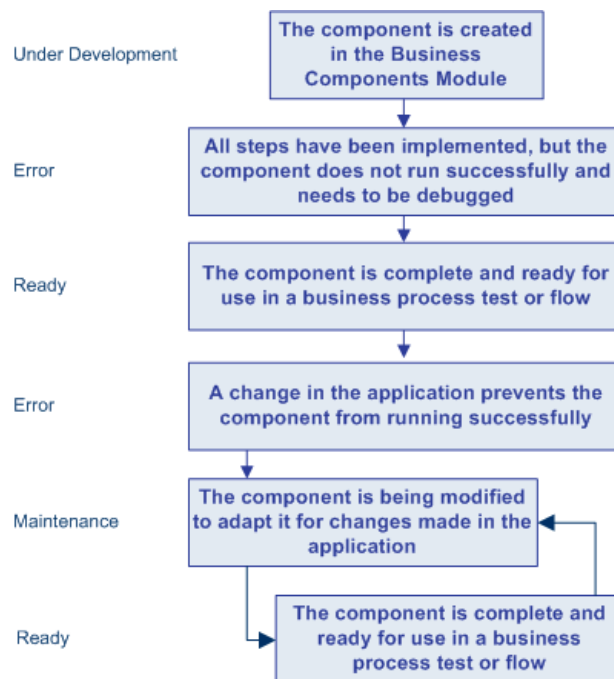 Under Development
The component is created
in the Business
Components Module
Error
All steps have been implemented, but the
component does not run successfully and
needs to be debugged
Ready
The component is complete and ready for
use in a business process test or flow
Error
A change in the application prevents the
component from running successfully
Maintenance
The component is being modified
to adapt it for changes made in the
application
Ready
The component is complete and
ready for use in a business
process test or flow